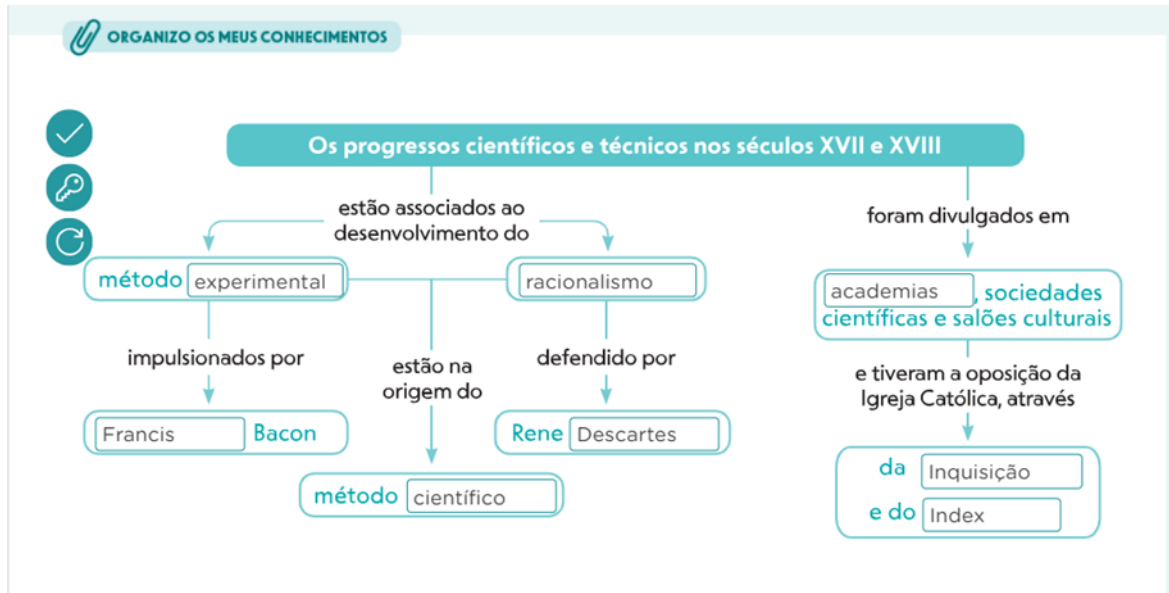 ORGANIZO OS MEUS CONHECIMENTOS
Os progressos científicos e técnicos nos séculos XVII e XVIII
estão associados ao
desenvolvimento do
foram divulgados em
método experimental
racionalismo
academias, sociedades
científicas e salões culturais
impulsionados por
estão na
origem do
defendido por
e tiveram a oposição da
Igreja Católica, através
Francis Bacon
Rene Descartes
método científico
da Inquisição
e do Index